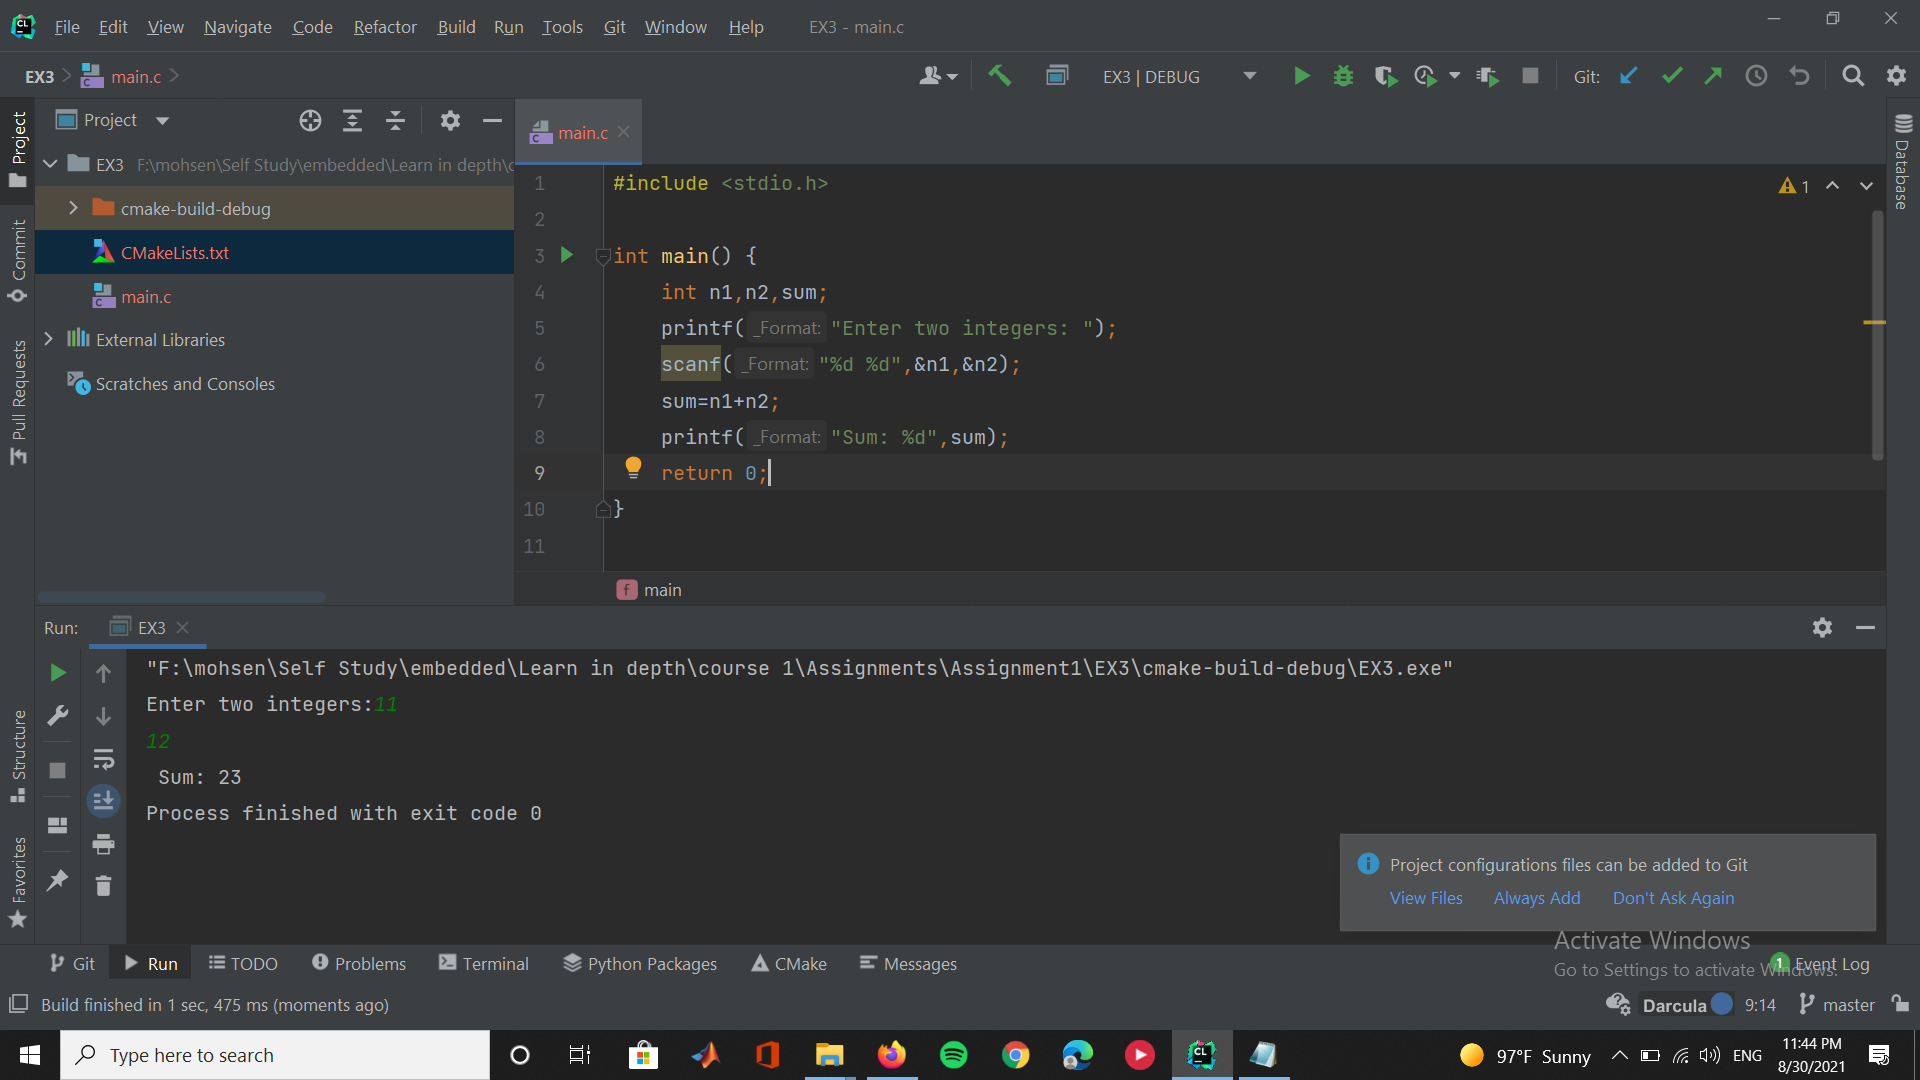 File Edit View Navigate Code Refactor Build Run Tools Git Window Help EX3 - main.c
EX3 main.c EX3 | DEBUG Git:
Project
main.c
EX3 F:\mohsen\Self Study\embedded\Learn in depth\c
cmake-build-debug
CMakeLists.txt
main.c
External Libraries
Scratches and Consoles
Project
Commit
Pull Requests
Structure
Favorites
Database
1
1 #include <stdio.h>
2
3 int main() {
4 int n1,n2,sum;
5 printf( _Format: "Enter two integers: ");
6 scanf( _Format: "%d %d",&n1,&n2);
7 sum=n1+n2;
8 printf( _Format: "Sum: %d",sum);
9 return 0;
10 }
11
f main
Run: EX3
"F:\mohsen\Self Study\embedded\Learn in depth\course 1\Assignments\Assignment1\EX3\cmake-build-debug\EX3.exe"
Enter two integers:11
12
Sum: 23
Process finished with exit code 0
Project configurations files can be added to Git
View Files Always Add Don't Ask Again
Activate Windows
Go to Settings to activate Windows.
Git Run TODO Problems Terminal Python Packages CMake Messages 1 Event Log
Build finished in 1 sec, 475 ms (moments ago) Darcula 9:14 master
Type here to search 97°F Sunny ENG 11:44 PM
8/30/2021